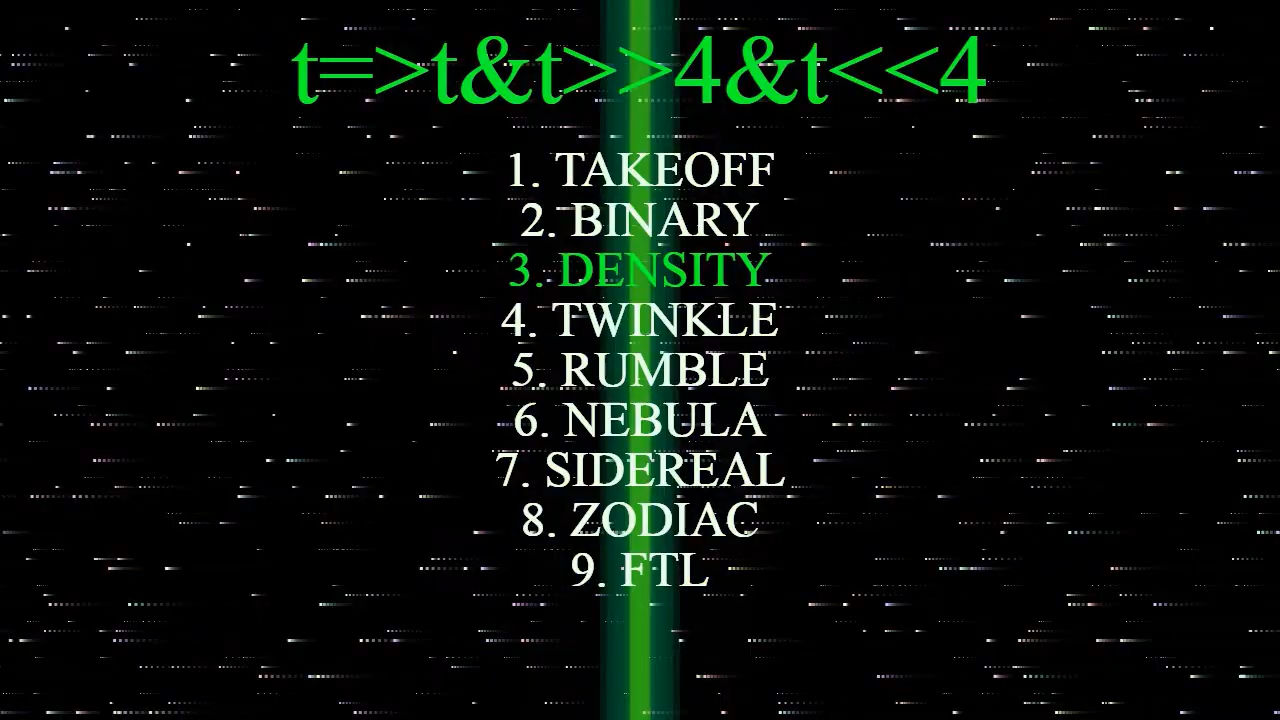 t=>t&t>>4&t<<4
1. TAKEOFF
2. BINARY
3. DENSITY
4. TWINKLE
5. RUMBLE
6. NEBULA
7. SIDEREAL
8. ZODIAC
9. FTL